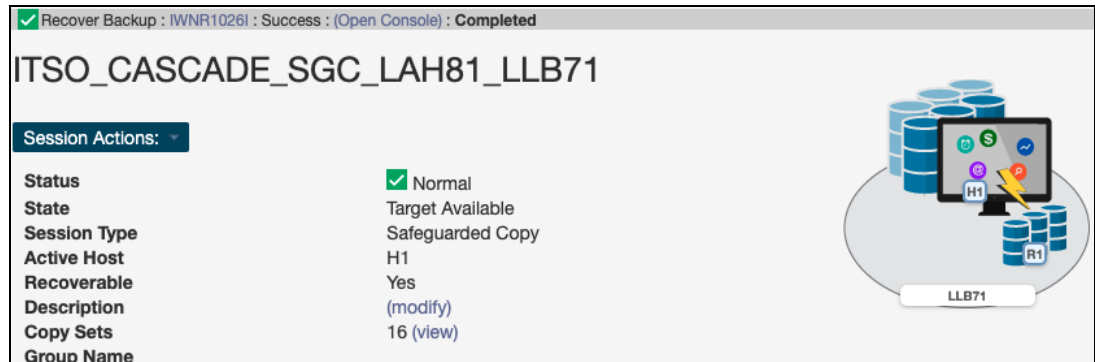 Recover Backup : IWNR1026I : Success : (Open Console) : Completed
ITSO_CASCADE_SGC_LAH81_LLB71
Session Actions:
Status Normal
State Target Available
Session Type Safeguarded Copy
Active Host H1
Recoverable Yes
Description (modify)
Copy Sets 16 (view)
Group Name
H1
R1
LLB71